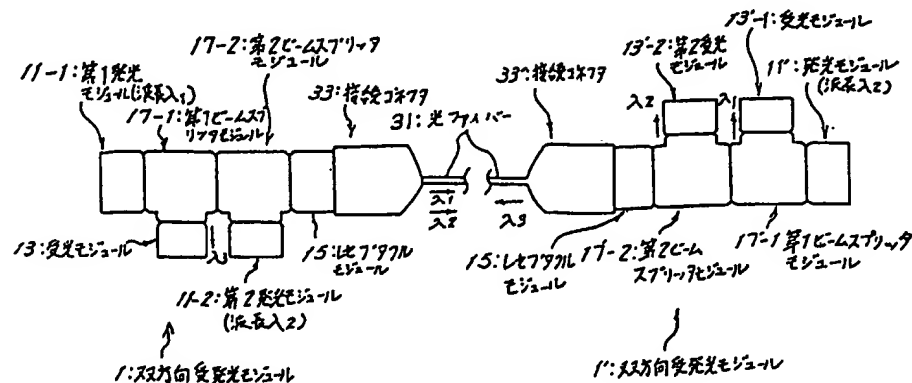 17-2:第2ビームスプリッタ
モジュール
11-1:第1発光
モジュール(波長入1)
17-1:第1ビームスプ
リッタモジュール
33:接続コネクタ
31:光ファイバー
λ1
λ2
13:受光モジュール
11-2:第2発光モジュール
(波長入2)
15:レセプタクル
モジュール
1:双方向受発光モジュール
13'-1:受光モジュール
13'-2:第2受光
モジュール
11':発光モジュール
(波長入2)
33":接続コネクタ
λ2
λ1
λ3
15:レセプタクル
モジュール
17'-2:第2ビーム
スプリッタモジュール
17'-1第1ビームスプリッタ
モジュール
1':双方向受発光モジュール